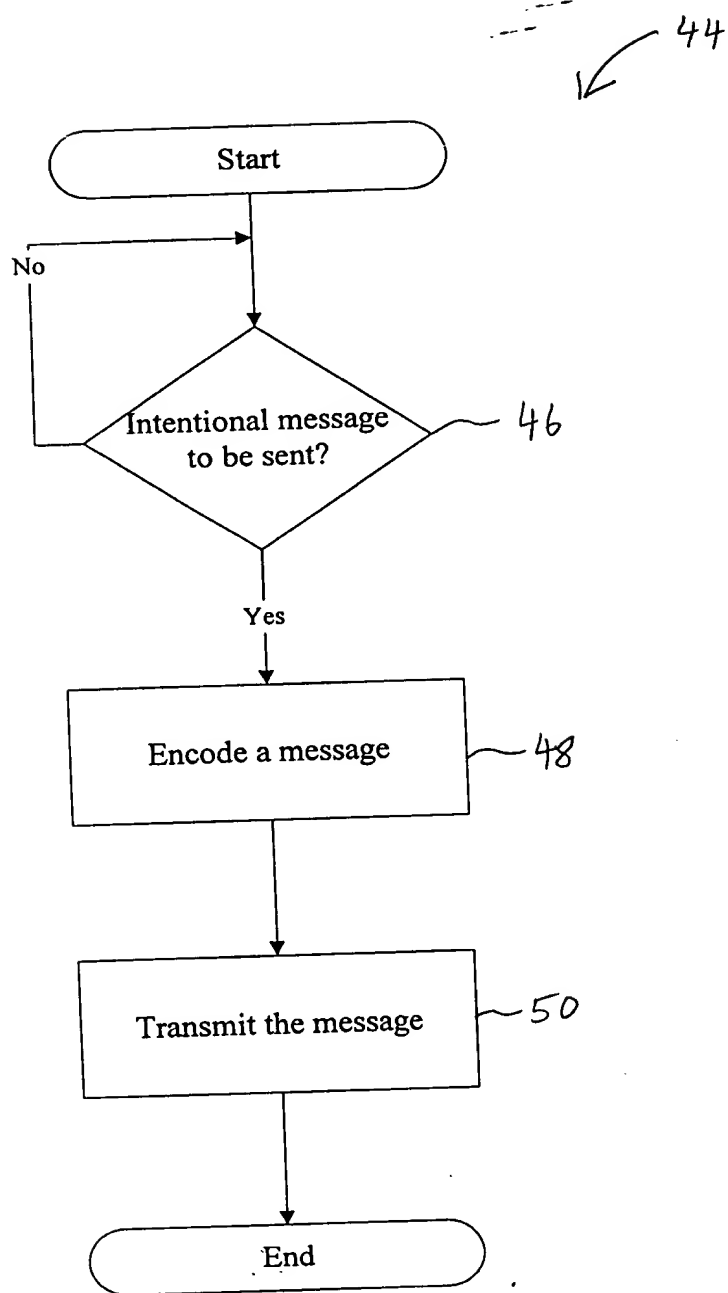 44
Start
No
Intentional message
to be sent?
46
Yes
Encode a message
48
Transmit the message
50
End